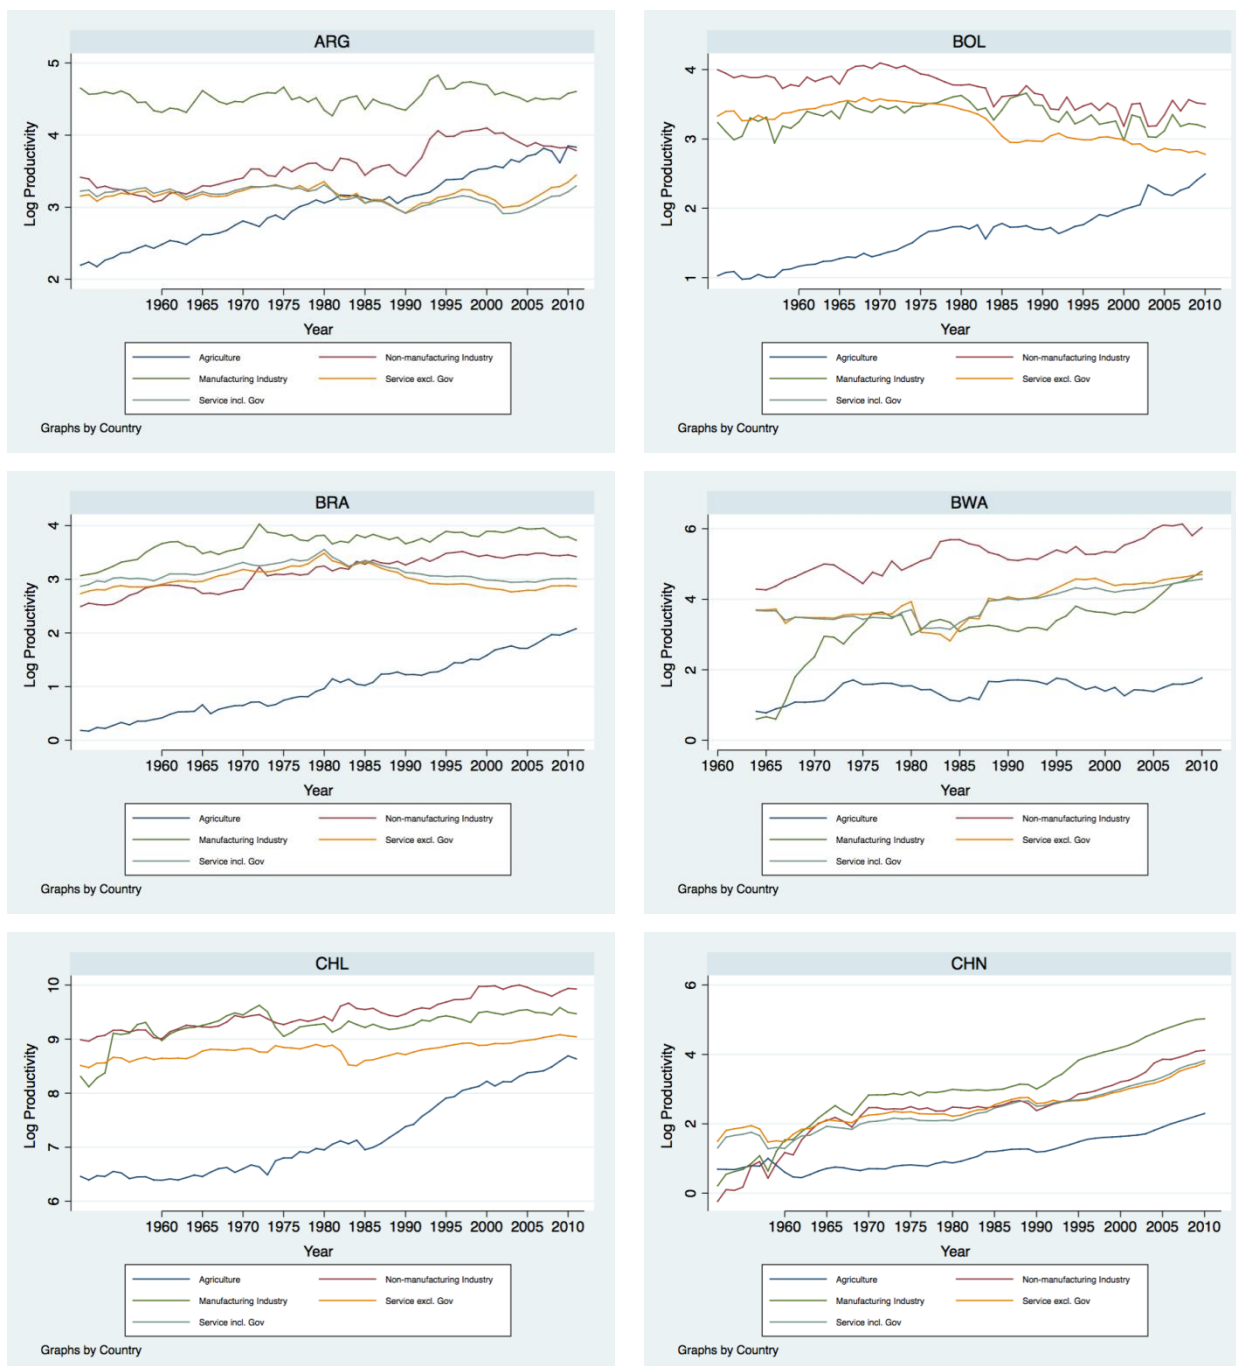 ARG
5
4
3
2
Log Productivity
1960 1965 1970 1975 1980 1985 1990 1995 2000 2005 2010
Year
Agriculture
Non-manufacturing Industry
Manufacturing Industry
Service excl. Gov
Service incl. Gov
Graphs by Country
BOL
4
3
2
1
Log Productivity
1960 1965 1970 1975 1980 1985 1990 1995 2000 2005 2010
Year
Agriculture
Non-manufacturing Industry
Manufacturing Industry
Service excl. Gov
Service incl. Gov
Graphs by Country
BRA
4
3
2
1
0
Log Productivity
1960 1965 1970 1975 1980 1985 1990 1995 2000 2005 2010
Year
Agriculture
Non-manufacturing Industry
Manufacturing Industry
Service excl. Gov
Service incl. Gov
Graphs by Country
BWA
6
4
2
0
Log Productivity
1960 1965 1970 1975 1980 1985 1990 1995 2000 2005 2010
Year
Agriculture
Non-manufacturing Industry
Manufacturing Industry
Service excl. Gov
Service incl. Gov
Graphs by Country
CHL
10
9
8
7
6
Log Productivity
1960 1965 1970 1975 1980 1985 1990 1995 2000 2005 2010
Year
Agriculture
Non-manufacturing Industry
Manufacturing Industry
Service excl. Gov
Service incl. Gov
Graphs by Country
CHN
6
4
2
0
Log Productivity
1960 1965 1970 1975 1980 1985 1990 1995 2000 2005 2010
Year
Agriculture
Non-manufacturing Industry
Manufacturing Industry
Service excl. Gov
Service incl. Gov
Graphs by Country